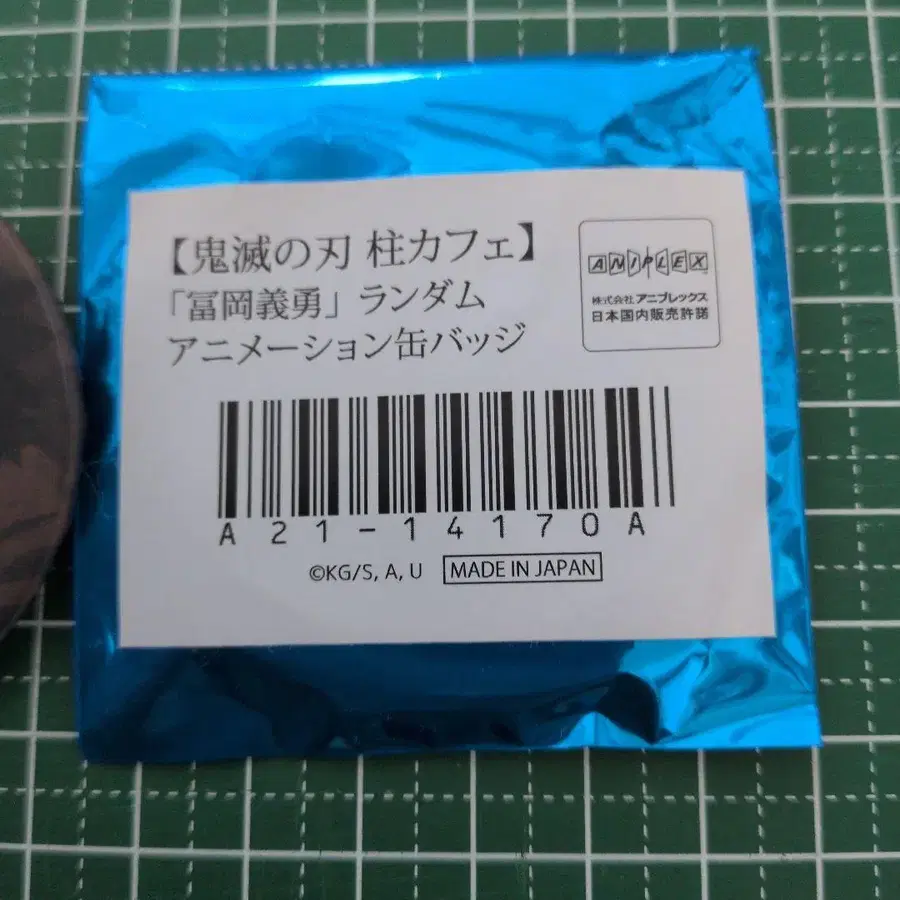 【鬼滅の刃 柱カフェ】
「冨岡義勇」ランダム
アニメーション缶バッジ
ANIPLEX
株式会社 アニプレックス
日本国内販売許諾
A21-14170A
©KG/S, A, U
MADE IN JAPAN